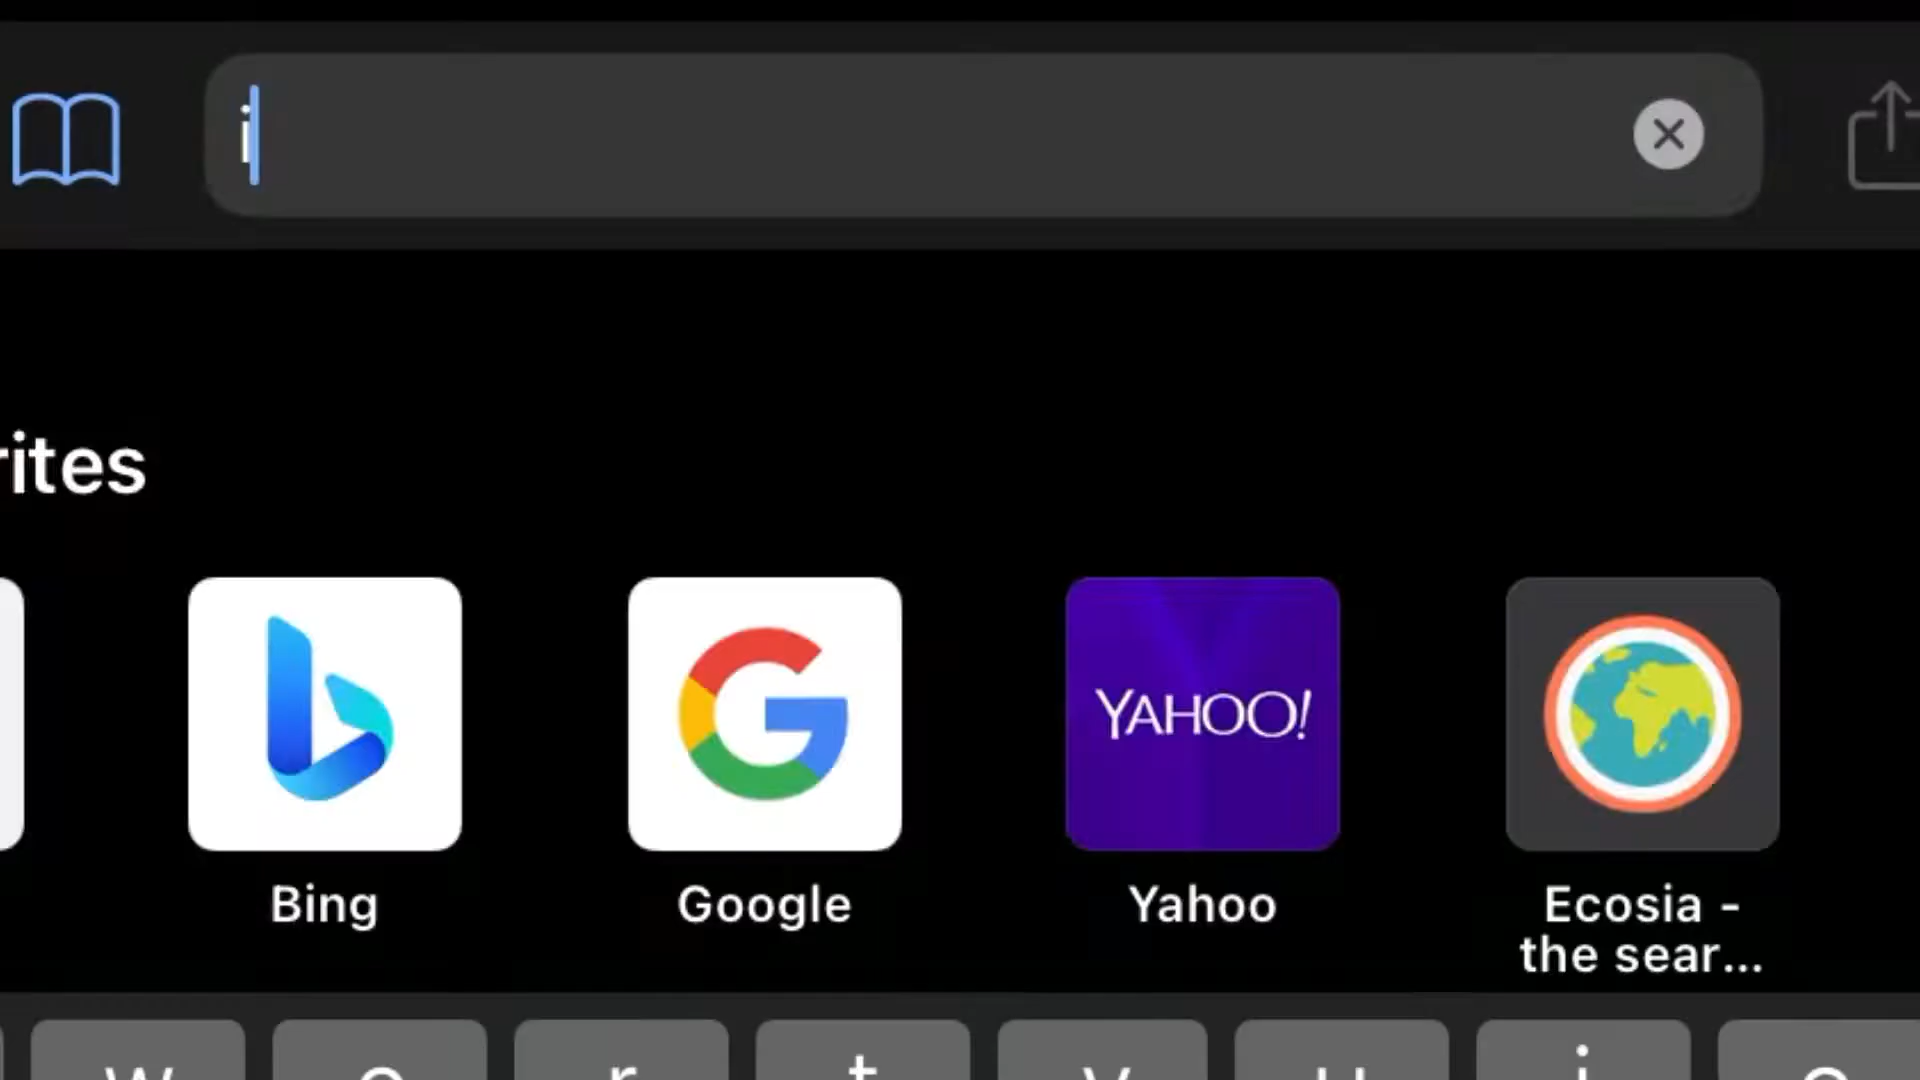 i
rites
YAHOO!
Bing
Google
Yahoo
Ecosia -
the sear...
w e r t y u i o